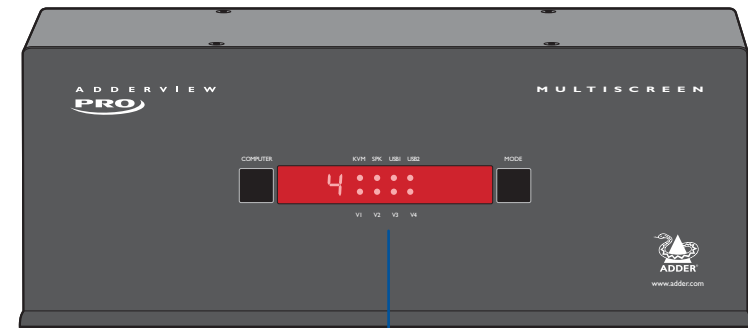 ADDERVIEW
PRO
MULTISCREEN
COMPUTER
KVM SPK USB1 USB2
MODE
4
V1 V2 V3 V4
ADDER®
www.adder.com